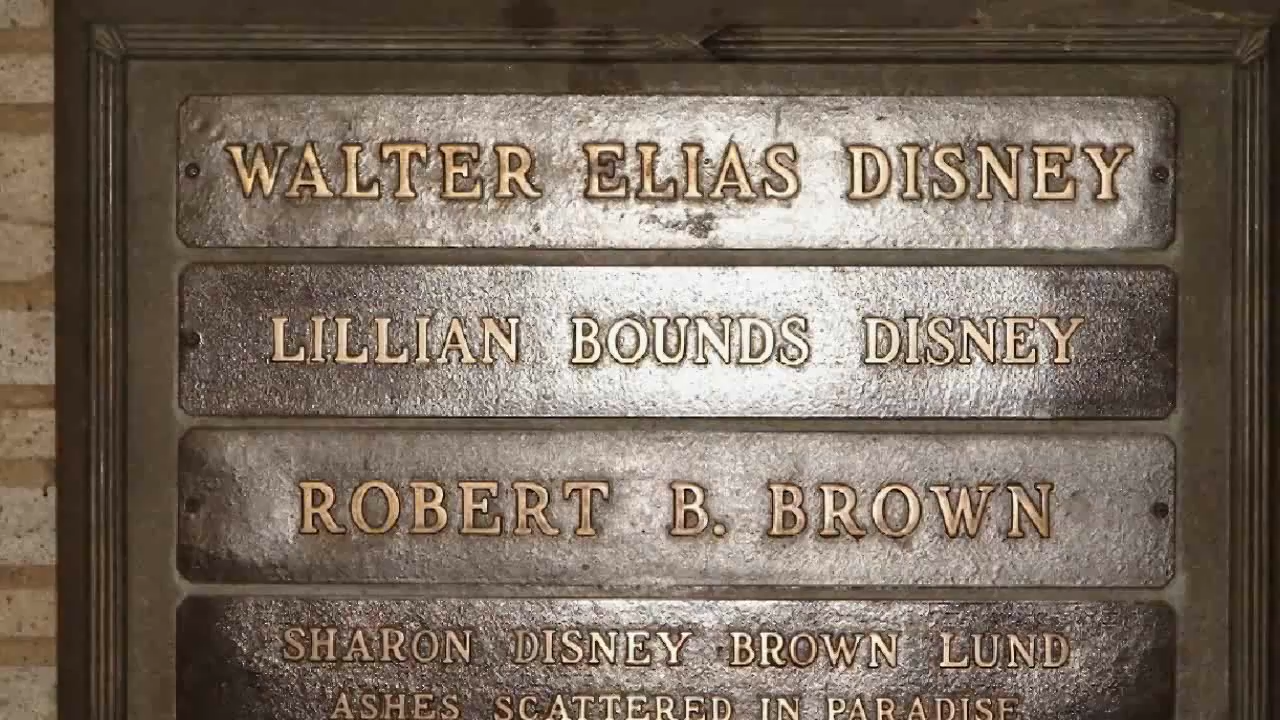 WALTER ELIAS DISNEY
LILLIAN BOUNDS DISNEY
ROBERT B. BROWN
SHARON DISNEY BROWN LUND
ASHES SCATTERED IN PARADISE